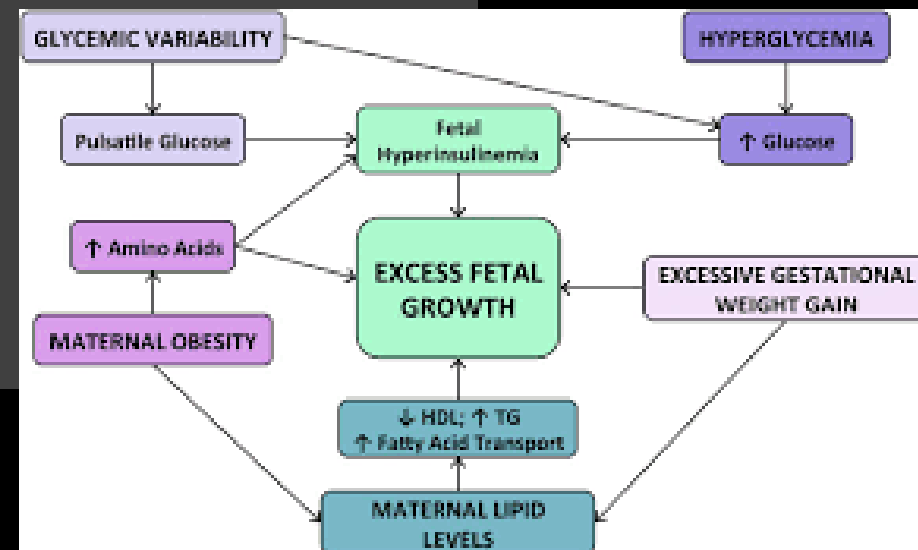 GLYCEMIC VARIABILITY
HYPERGLYCEMIA
Pulsatile Glucose
Fetal
Hyperinsulinemia
↑ Glucose
↑ Amino Acids
EXCESS FETAL
GROWTH
EXCESSIVE GESTATIONAL
WEIGHT GAIN
MATERNAL OBESITY
↓ HDL; ↑ TG
↑ Fatty Acid Transport
MATERNAL LIPID
LEVELS